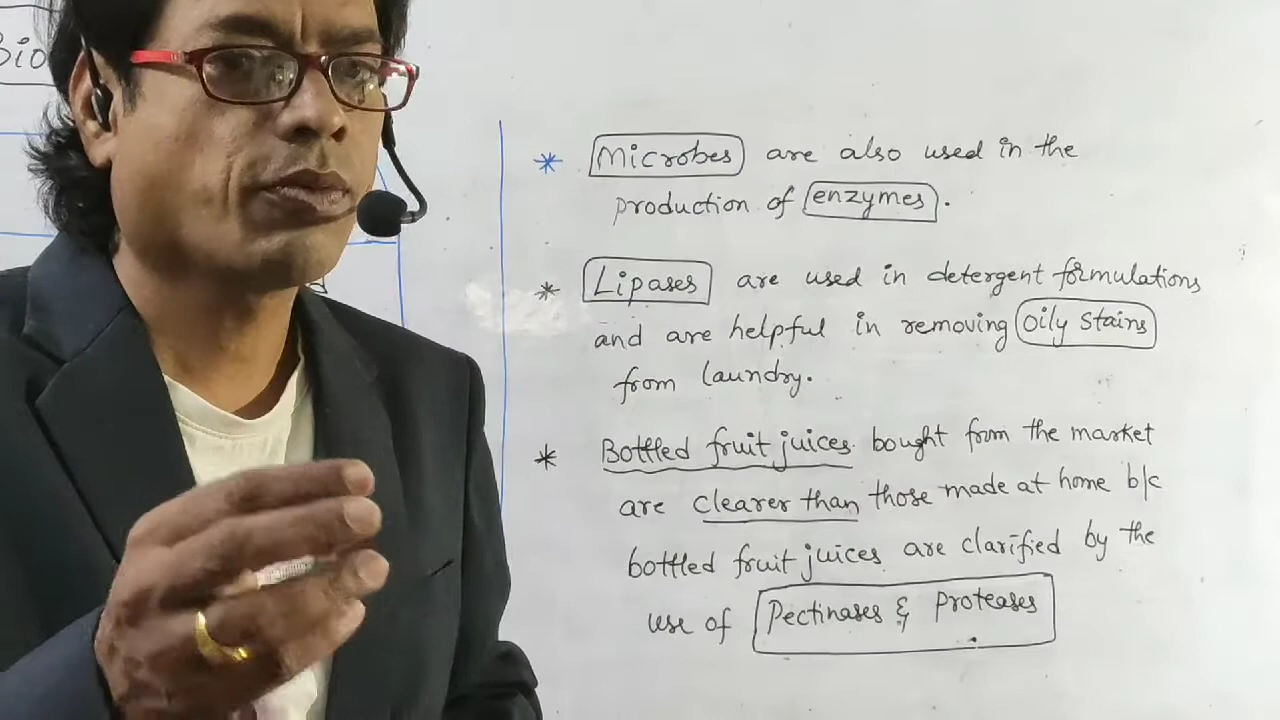 Bio
* Microbes are also used in the
production of enzymes.
* Lipases are used in detergent formulations
and are helpful in removing oily stains
from laundry.
* Bottled fruit juices bought from the market
are clearer than those made at home b/c
bottled fruit juices are clarified by the
use of Pectinases & Proteases